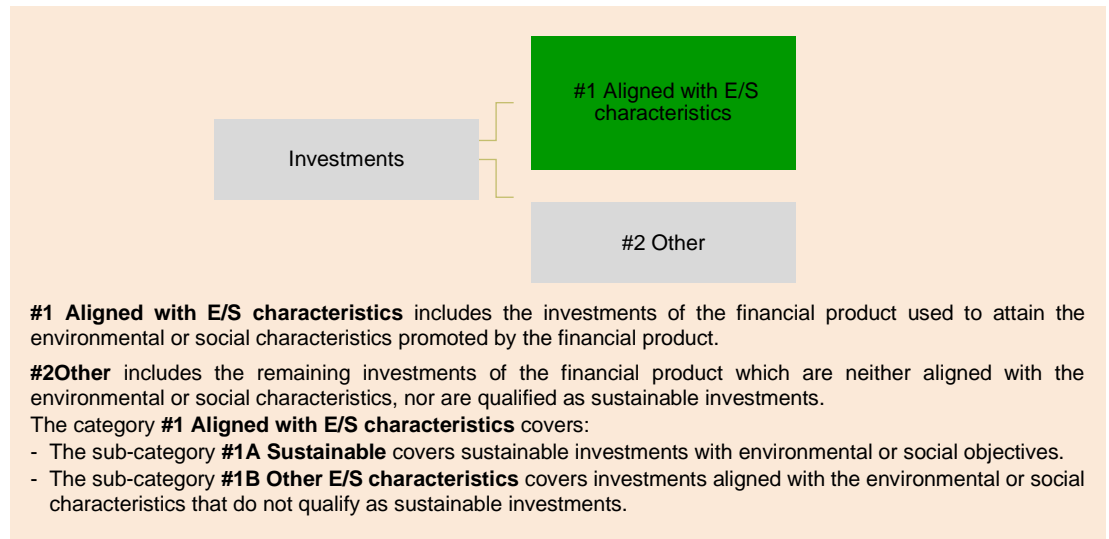 #1 Aligned with E/S
characteristics
Investments
#2 Other
#1 Aligned with E/S characteristics includes the investments of the financial product used to attain the
environmental or social characteristics promoted by the financial product.
#2Other includes the remaining investments of the financial product which are neither aligned with the
environmental or social characteristics, nor are qualified as sustainable investments.
The category #1 Aligned with E/S characteristics covers:
- The sub-category #1A Sustainable covers sustainable investments with environmental or social objectives.
- The sub-category #1B Other E/S characteristics covers investments aligned with the environmental or social
characteristics that do not qualify as sustainable investments.